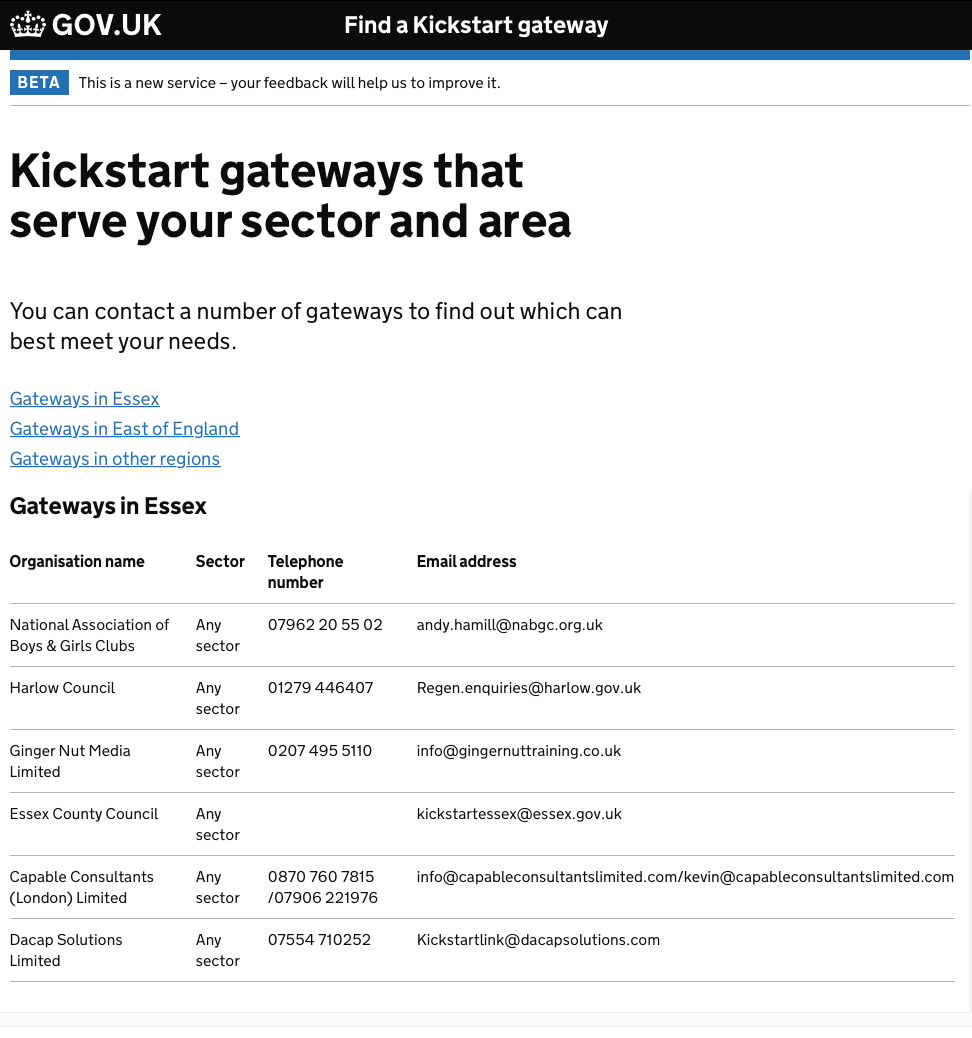 GOV.UK Find a Kickstart gateway
BETA This is a new service – your feedback will help us to improve it.
Kickstart gateways that
serve your sector and area
You can contact a number of gateways to find out which can
best meet your needs.
Gateways in Essex
Gateways in East of England
Gateways in other regions
Gateways in Essex
Organisation name Sector Telephone Email address
number
National Association of Any 07962 20 55 02 andy.hamill@nabgc.org.uk
Boys & Girls Clubs sector
Harlow Council Any 01279 446407 Regen.enquiries@harlow.gov.uk
sector
Ginger Nut Media Any 0207 495 5110 info@gingernuttraining.co.uk
Limited sector
Essex County Council Any kickstartessex@essex.gov.uk
sector
Capable Consultants Any 0870 760 7815 info@capableconsultantslimited.com/kevin@capableconsultantslimited.com
(London) Limited sector /07906 221976
Dacap Solutions Any 07554 710252 Kickstartlink@dacapsolutions.com
Limited sector